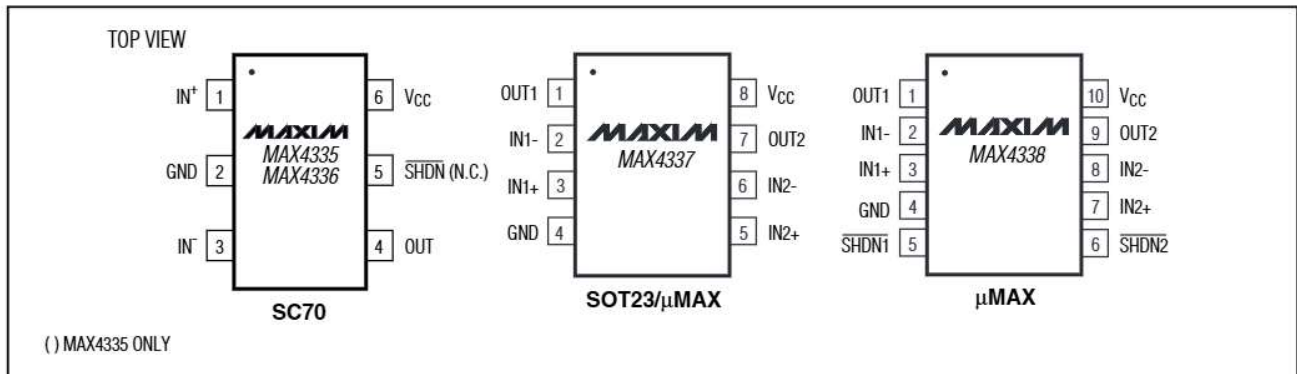 TOP VIEW
IN+ 1
GND 2
IN- 3
MAXIM
MAX4335
MAX4336
6 VCC
5 SHDN (N.C.)
4 OUT
SC70
OUT1 1
IN1- 2
IN1+ 3
GND 4
MAXIM
MAX4337
8 VCC
7 OUT2
6 IN2-
5 IN2+
SOT23/μMAX
OUT1 1
IN1- 2
IN1+ 3
GND 4
SHDN1 5
MAXIM
MAX4338
10 VCC
9 OUT2
8 IN2-
7 IN2+
6 SHDN2
μMAX
( ) MAX4335 ONLY